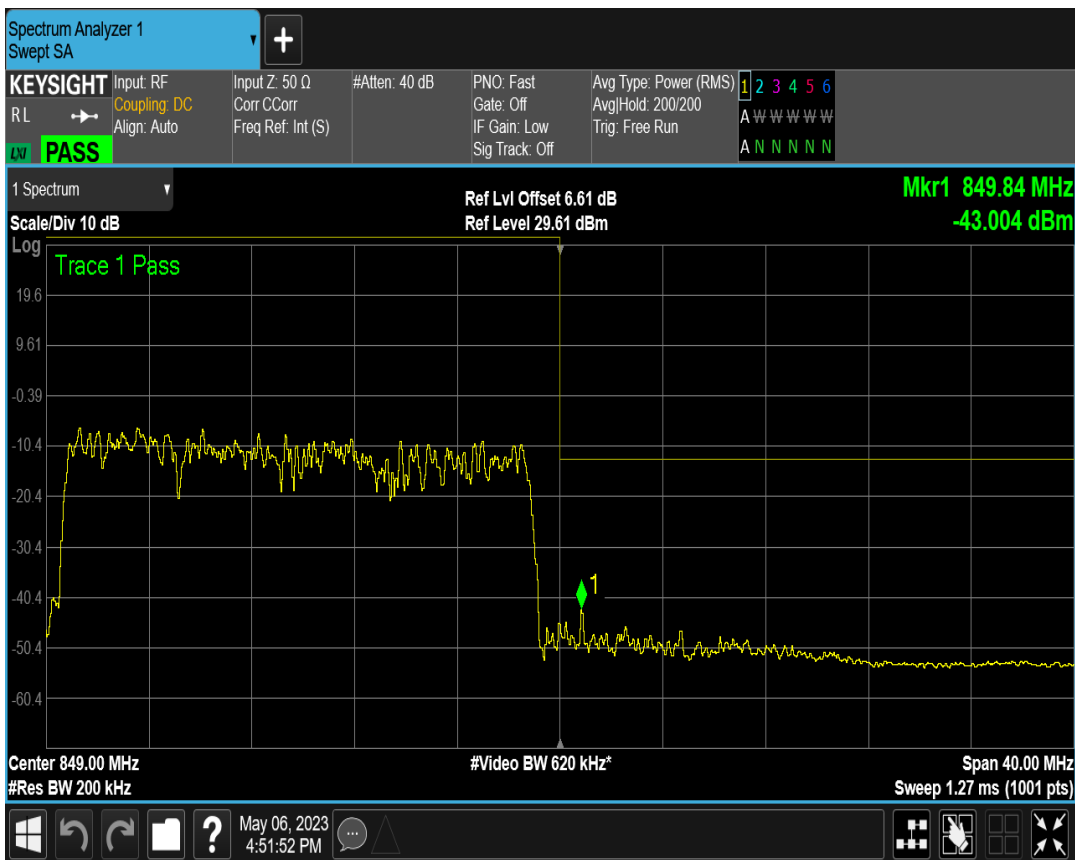 Spectrum Analyzer 1
Swept SA
+
KEYSIGHT
RL
LXI
PASS
Input: RF
Coupling: DC
Align: Auto
Input Z: 50 Ω
Corr CCorr
Freq Ref: Int (S)
#Atten: 40 dB
PNO: Fast
Gate: Off
IF Gain: Low
Sig Track: Off
Avg Type: Power (RMS)
Avg|Hold: 200/200
Trig: Free Run
1 2 3 4 5 6
A W W W W W
A N N N N N
1 Spectrum
Scale/Div 10 dB
Ref Lvl Offset 6.61 dB
Ref Level 29.61 dBm
Mkr1 849.84 MHz
-43.004 dBm
Log
Trace 1 Pass
19.6
9.61
-0.39
-10.4
-20.4
-30.4
-40.4
-50.4
-60.4
1
Center 849.00 MHz
#Res BW 200 kHz
#Video BW 620 kHz*
Span 40.00 MHz
Sweep 1.27 ms (1001 pts)
?
May 06, 2023
4:51:52 PM